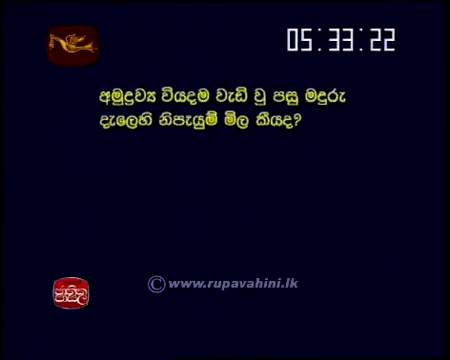 05:33:22
අමුද්‍රව්‍ය වියදම වැඩි වූ පසු මදුරු
දැලෙහි නිපැයුම් මිල කීයද?
© www.rupavahini.lk